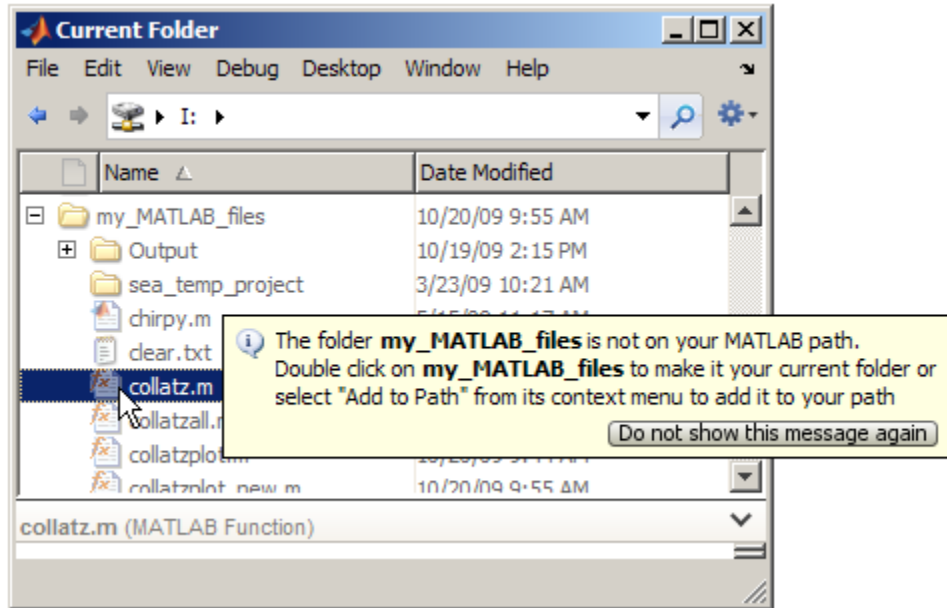 Current Folder
File Edit View Debug Desktop Window Help
I:
Name Date Modified
my_MATLAB_files 10/20/09 9:55 AM
Output 10/19/09 2:15 PM
sea_temp_project 3/23/09 10:21 AM
chirpy.m
clear.txt
collatz.m
The folder my_MATLAB_files is not on your MATLAB path.
Double click on my_MATLAB_files to make it your current folder or
select "Add to Path" from its context menu to add it to your path
Do not show this message again
collatzplot_new.m 10/20/09 9:55 AM
collatz.m (MATLAB Function)